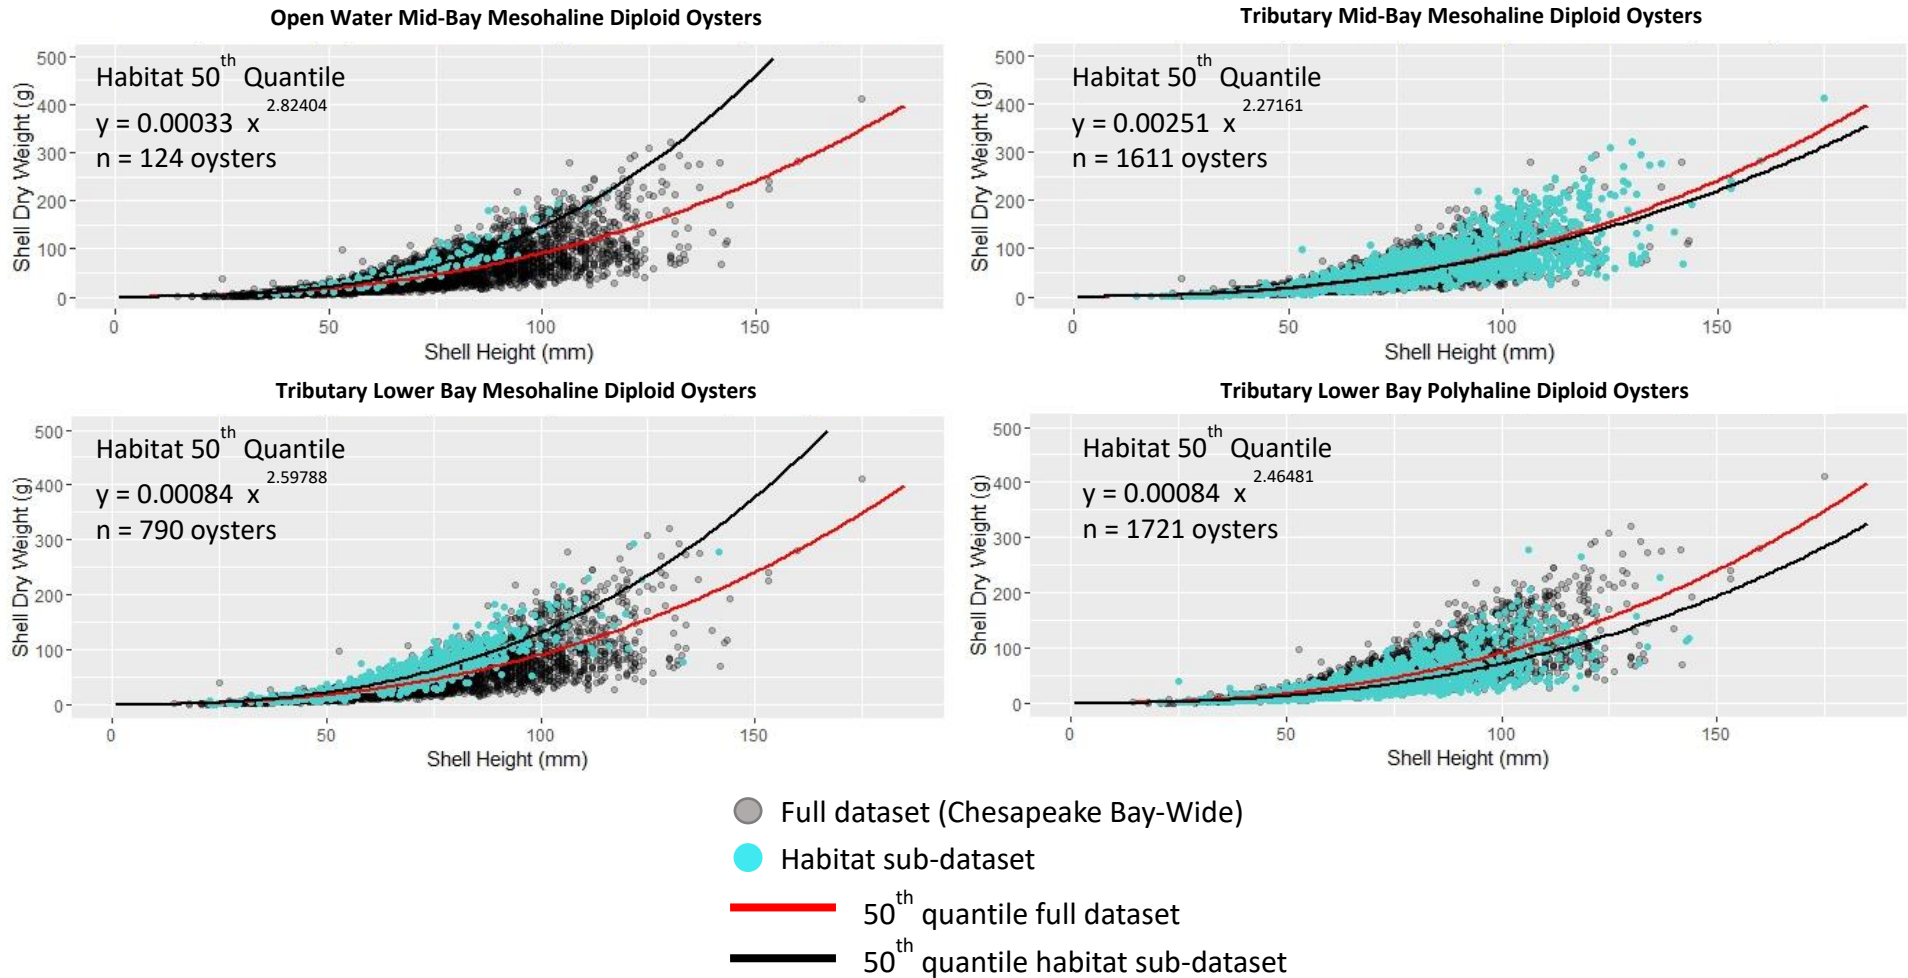 Open Water Mid-Bay Mesohaline Diploid Oysters
Shell Dry Weight (g)
500
400
300
200
100
0
Habitat 50th Quantile
y = 0.00033 x 2.82404
n = 124 oysters
0 50 100 150
Shell Height (mm)
Tributary Mid-Bay Mesohaline Diploid Oysters
Shell Dry Weight (g)
500
400
300
200
100
0
Habitat 50th Quantile
y = 0.00251 x 2.27161
n = 1611 oysters
0 50 100 150
Shell Height (mm)
Tributary Lower Bay Mesohaline Diploid Oysters
Shell Dry Weight (g)
500
400
300
200
100
0
Habitat 50th Quantile
y = 0.00084 x 2.59788
n = 790 oysters
0 50 100 150
Shell Height (mm)
Tributary Lower Bay Polyhaline Diploid Oysters
Shell Dry Weight (g)
500
400
300
200
100
0
Habitat 50th Quantile
y = 0.00084 x 2.46481
n = 1721 oysters
0 50 100 150
Shell Height (mm)
Full dataset (Chesapeake Bay-Wide)
Habitat sub-dataset
50th quantile full dataset
50th quantile habitat sub-dataset